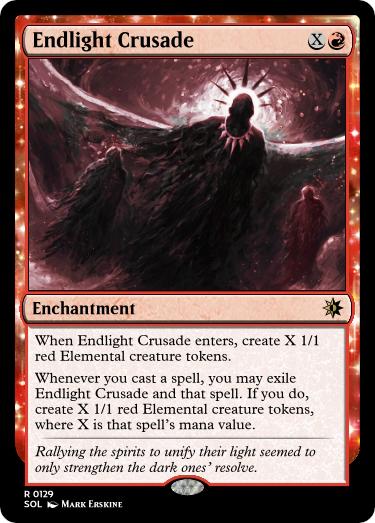 Endlight Crusade X R
Enchantment
When Endlight Crusade enters, create X 1/1
red Elemental creature tokens.
Whenever you cast a spell, you may exile
Endlight Crusade and that spell. If you do,
create X 1/1 red Elemental creature tokens,
where X is that spell's mana value.
Rallying the spirits to unify their light seemed to
only strengthen the dark ones' resolve.
R 0129
SOL Mark Erskine